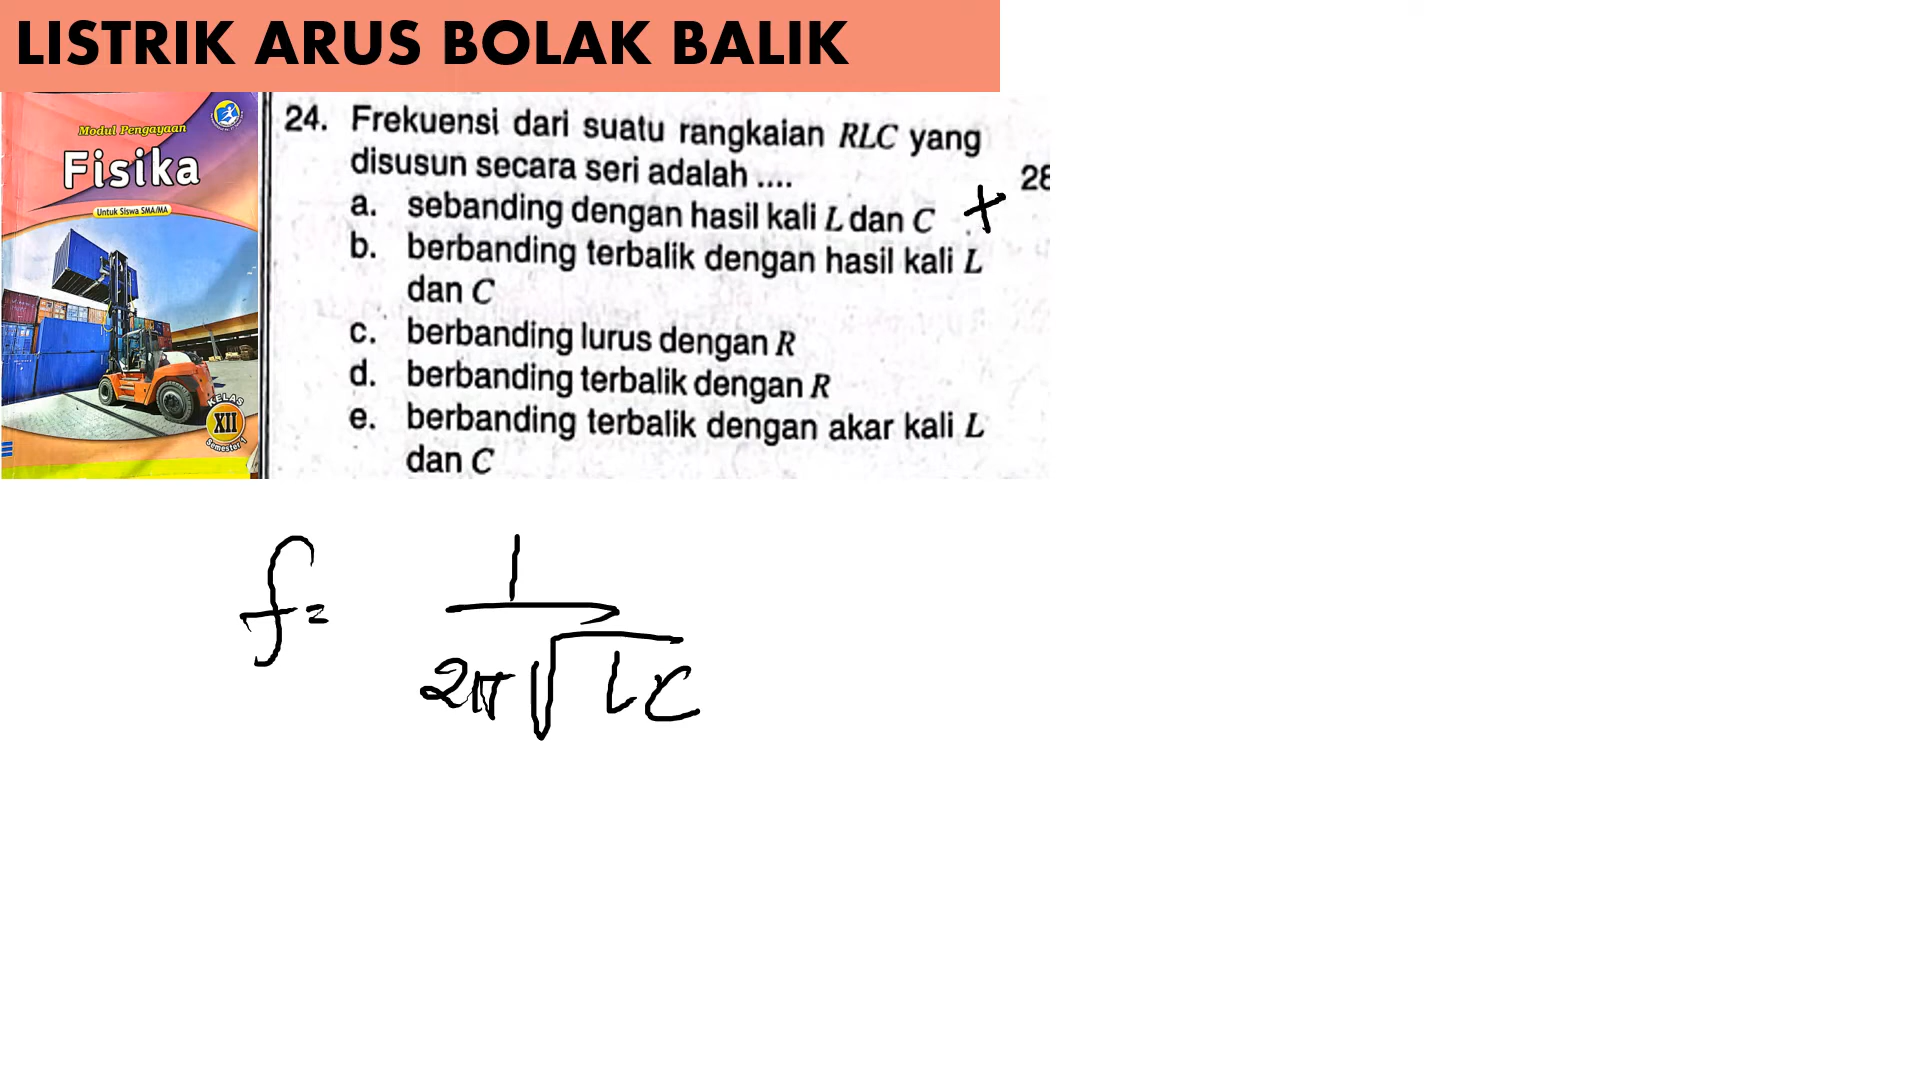 LISTRIK ARUS BOLAK BALIK
Modul Pengayaan
Fisika
Untuk Siswa SMA/MA
KELAS
XII
Semester 1
24. Frekuensi dari suatu rangkaian RLC yang
disusun secara seri adalah ....
28
a. sebanding dengan hasil kali L dan C x
b. berbanding terbalik dengan hasil kali L
dan C
c. berbanding lurus dengan R
d. berbanding terbalik dengan R
e. berbanding terbalik dengan akar kali L
dan C
f = 1
2π√LC